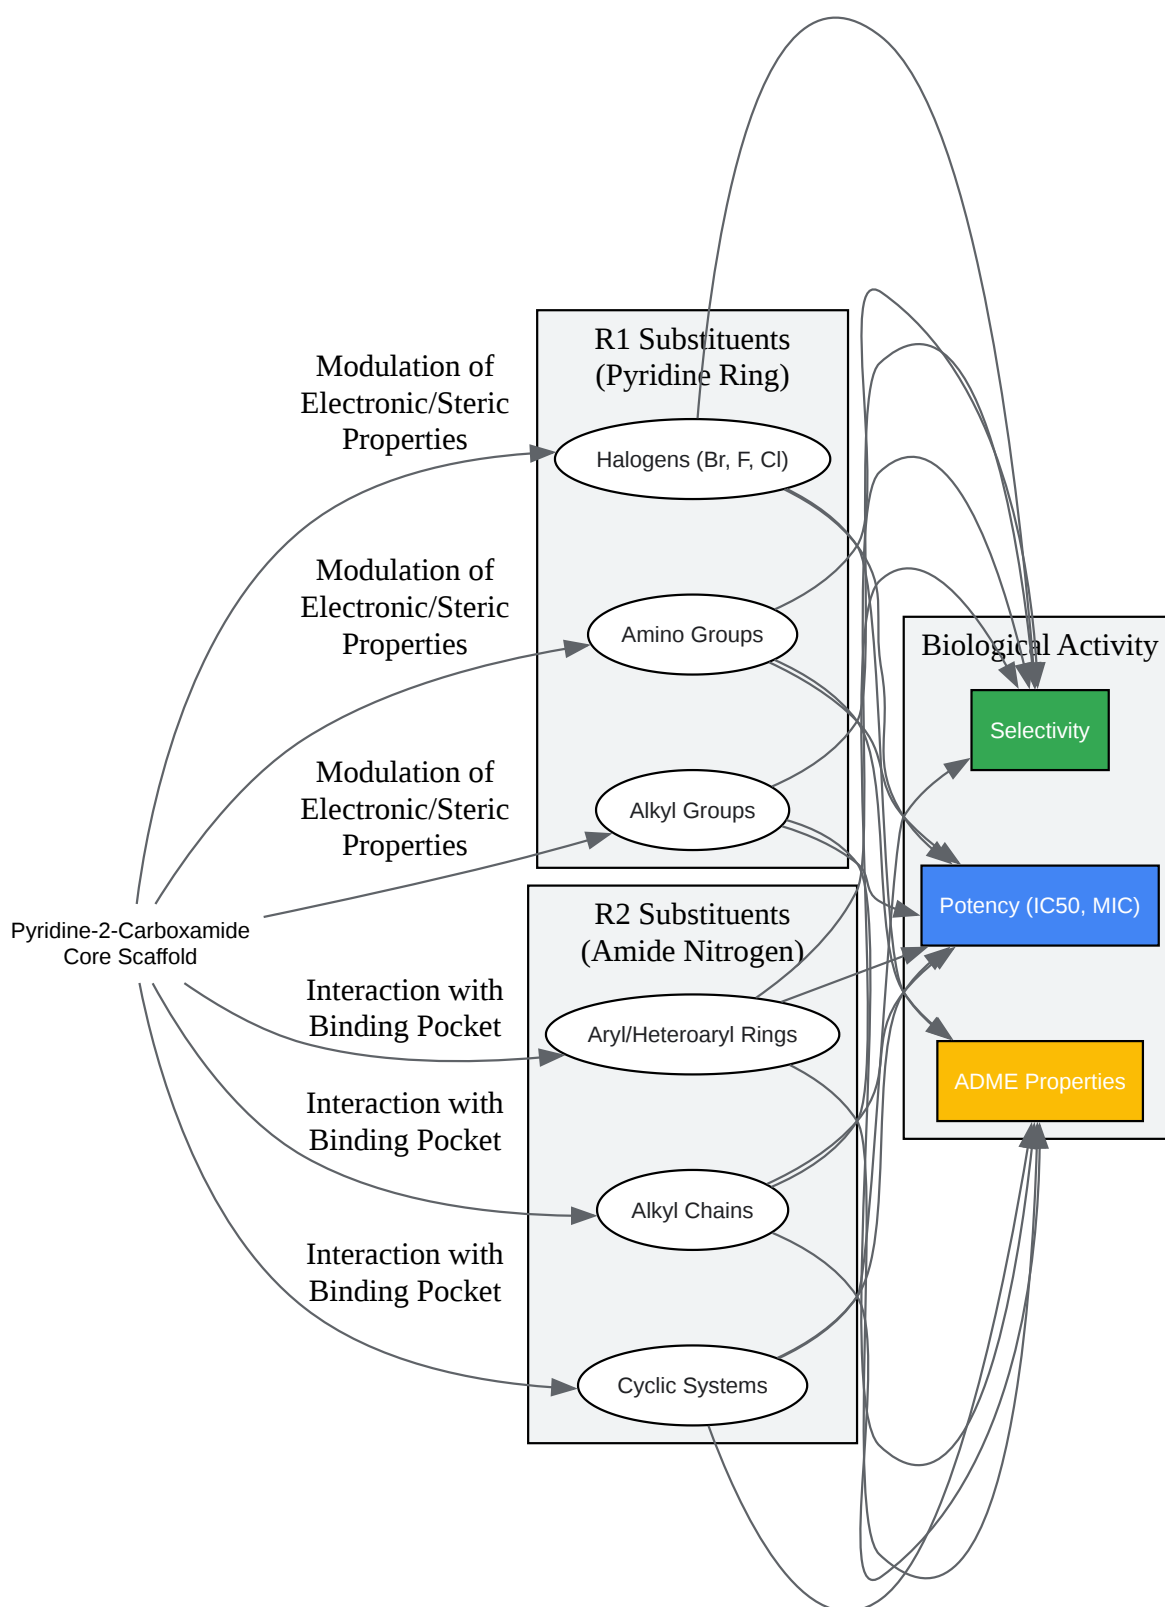 Pyridine-2-Carboxamide
Core Scaffold
Modulation of
Electronic/Steric
Properties
Modulation of
Electronic/Steric
Properties
Modulation of
Electronic/Steric
Properties
Interaction with
Binding Pocket
Interaction with
Binding Pocket
Interaction with
Binding Pocket
R1 Substituents
(Pyridine Ring)
Halogens (Br, F, Cl)
Amino Groups
Alkyl Groups
R2 Substituents
(Amide Nitrogen)
Aryl/Heteroaryl Rings
Alkyl Chains
Cyclic Systems
Biological Activity
Selectivity
Potency (IC50, MIC)
ADME Properties